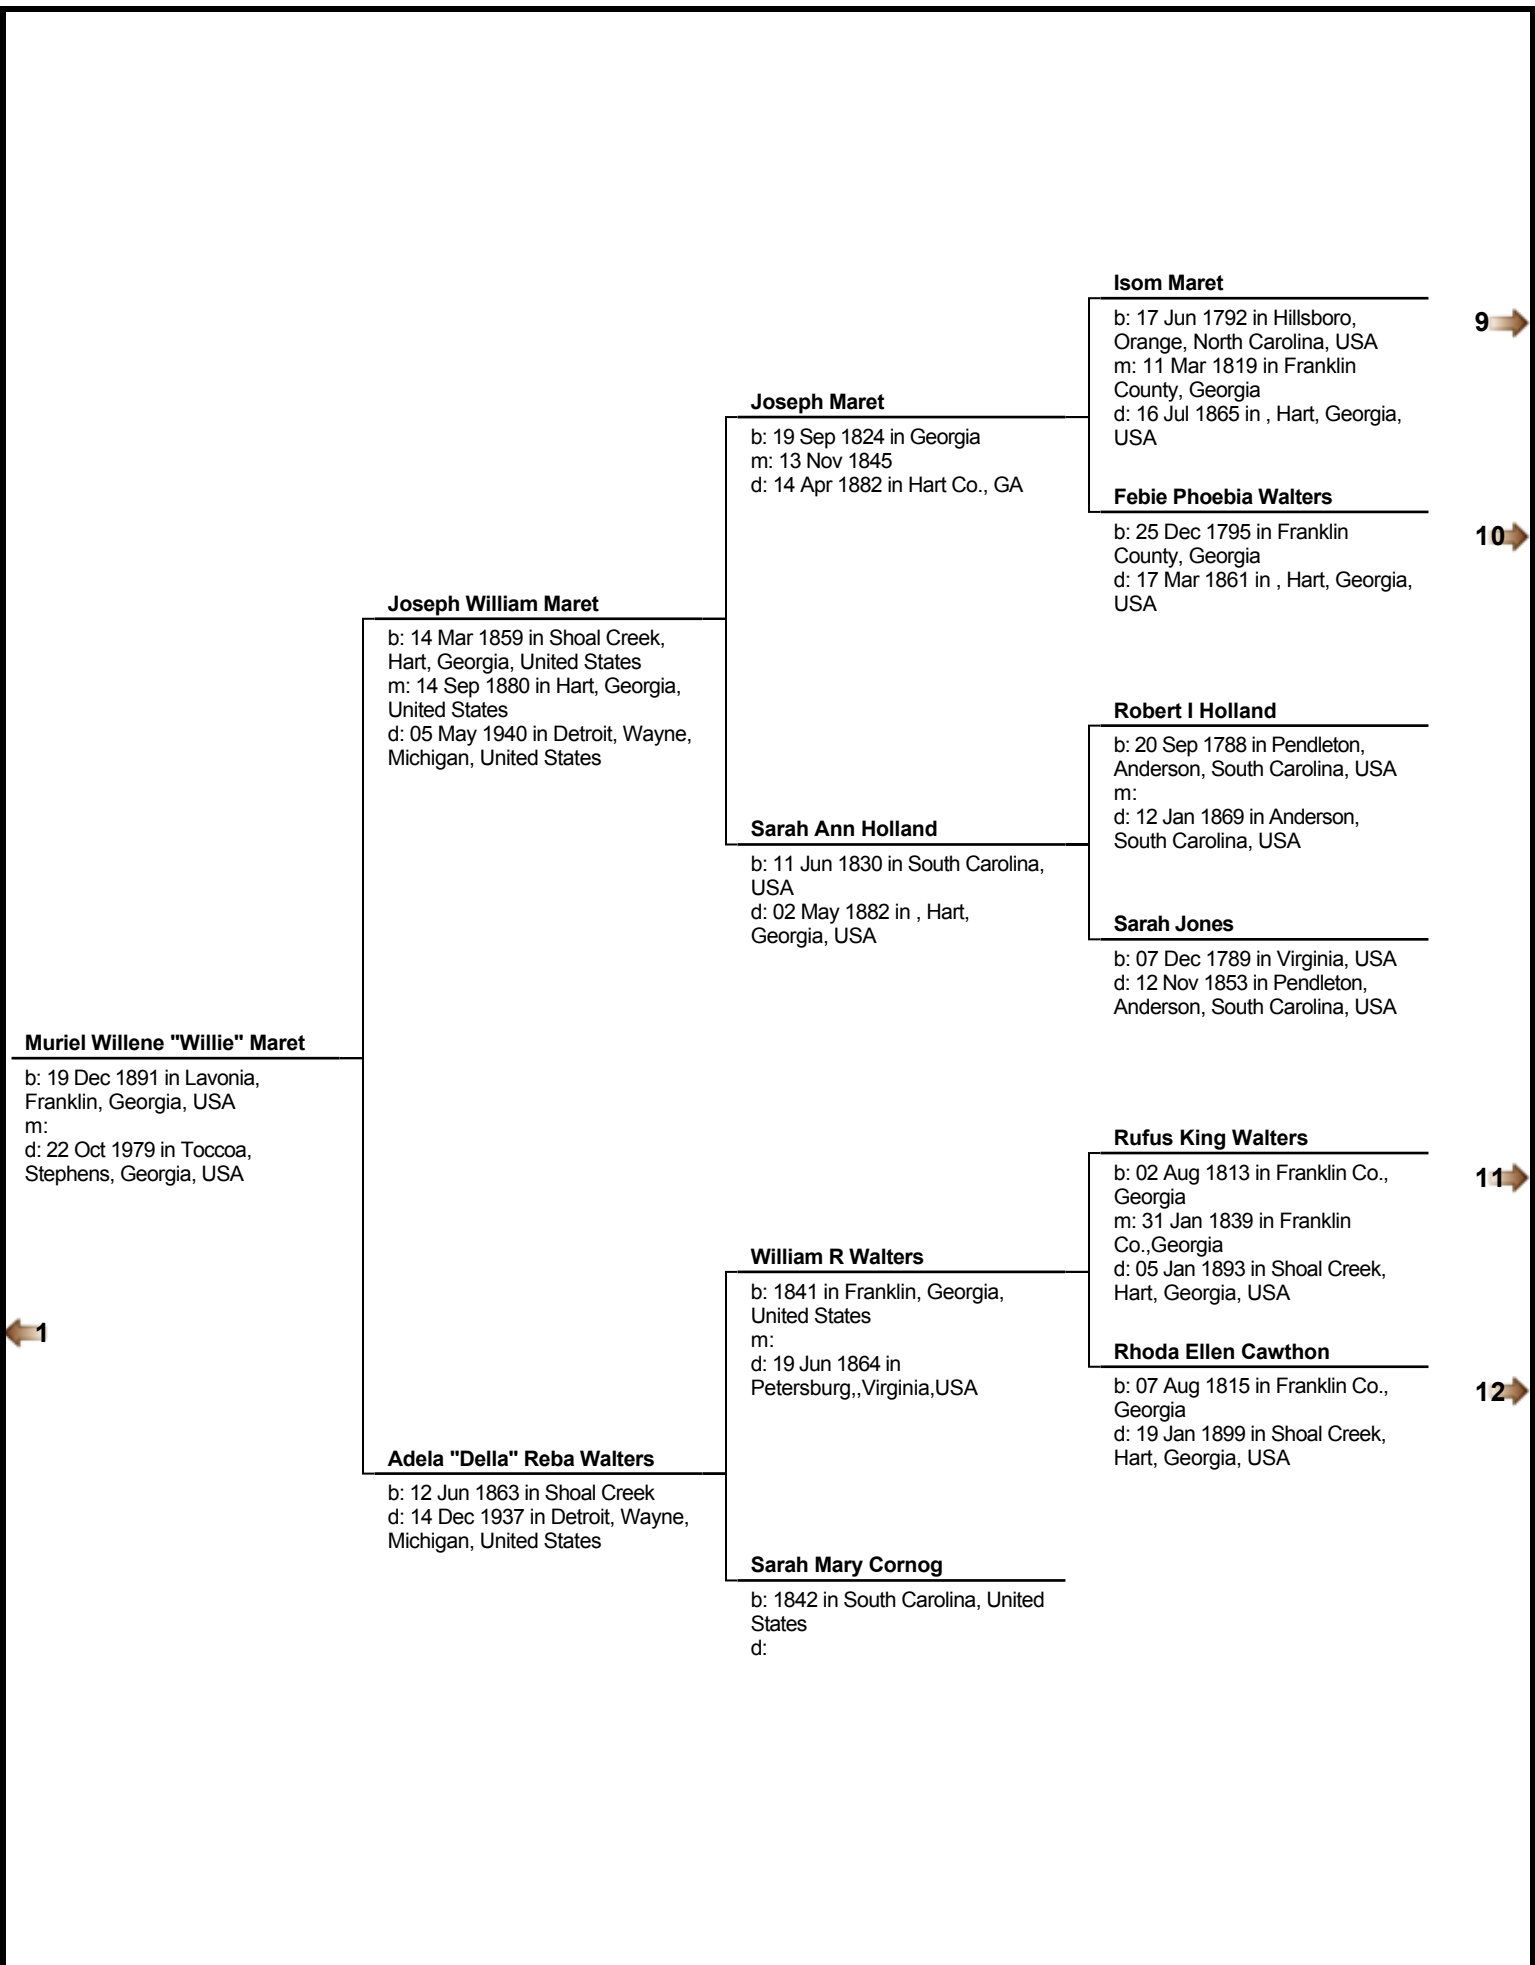 Isom Maret
b: 17 Jun 1792 in Hillsboro,
Orange, North Carolina, USA
m: 11 Mar 1819 in Franklin
County, Georgia
d: 16 Jul 1865 in , Hart, Georgia,
USA
9
Joseph Maret
b: 19 Sep 1824 in Georgia
m: 13 Nov 1845
d: 14 Apr 1882 in Hart Co., GA
Febie Phoebia Walters
b: 25 Dec 1795 in Franklin
County, Georgia
d: 17 Mar 1861 in , Hart, Georgia,
USA
10
Joseph William Maret
b: 14 Mar 1859 in Shoal Creek,
Hart, Georgia, United States
m: 14 Sep 1880 in Hart, Georgia,
United States
d: 05 May 1940 in Detroit, Wayne,
Michigan, United States
Robert I Holland
b: 20 Sep 1788 in Pendleton,
Anderson, South Carolina, USA
m:
d: 12 Jan 1869 in Anderson,
South Carolina, USA
Sarah Ann Holland
b: 11 Jun 1830 in South Carolina,
USA
d: 02 May 1882 in , Hart,
Georgia, USA
Sarah Jones
b: 07 Dec 1789 in Virginia, USA
d: 12 Nov 1853 in Pendleton,
Anderson, South Carolina, USA
Muriel Willene "Willie" Maret
b: 19 Dec 1891 in Lavonia,
Franklin, Georgia, USA
m:
d: 22 Oct 1979 in Toccoa,
Stephens, Georgia, USA
Rufus King Walters
b: 02 Aug 1813 in Franklin Co.,
Georgia
m: 31 Jan 1839 in Franklin
Co.,Georgia
d: 05 Jan 1893 in Shoal Creek,
Hart, Georgia, USA
11
William R Walters
b: 1841 in Franklin, Georgia,
United States
m:
d: 19 Jun 1864 in
Petersburg,,Virginia,USA
1
Rhoda Ellen Cawthon
b: 07 Aug 1815 in Franklin Co.,
Georgia
d: 19 Jan 1899 in Shoal Creek,
Hart, Georgia, USA
12
Adela "Della" Reba Walters
b: 12 Jun 1863 in Shoal Creek
d: 14 Dec 1937 in Detroit, Wayne,
Michigan, United States
Sarah Mary Cornog
b: 1842 in South Carolina, United
States
d: